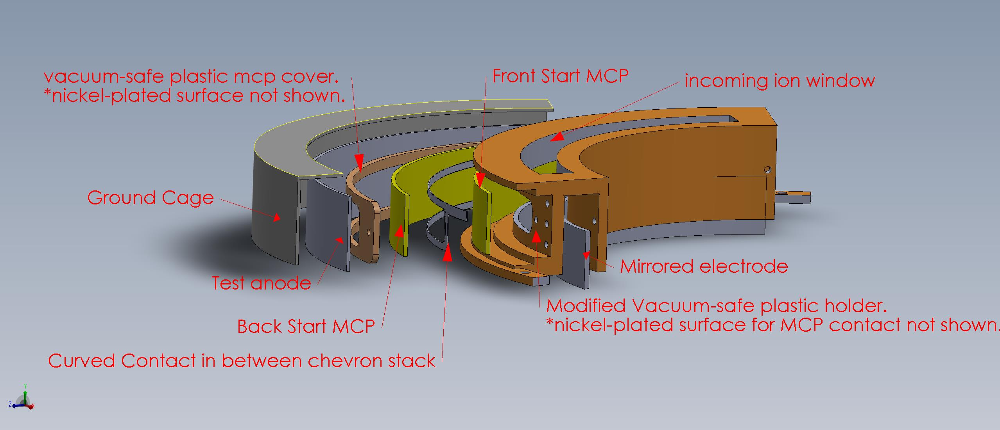 vacuum-safe plastic mcp cover.
*nickel-plated surface not shown.
Front Start MCP
incoming ion window
Ground Cage
Test anode
Mirrored electrode
Back Start MCP
Modified Vacuum-safe plastic holder.
*nickel-plated surface for MCP contact not shown.
Curved Contact in between chevron stack
Y
Z
X